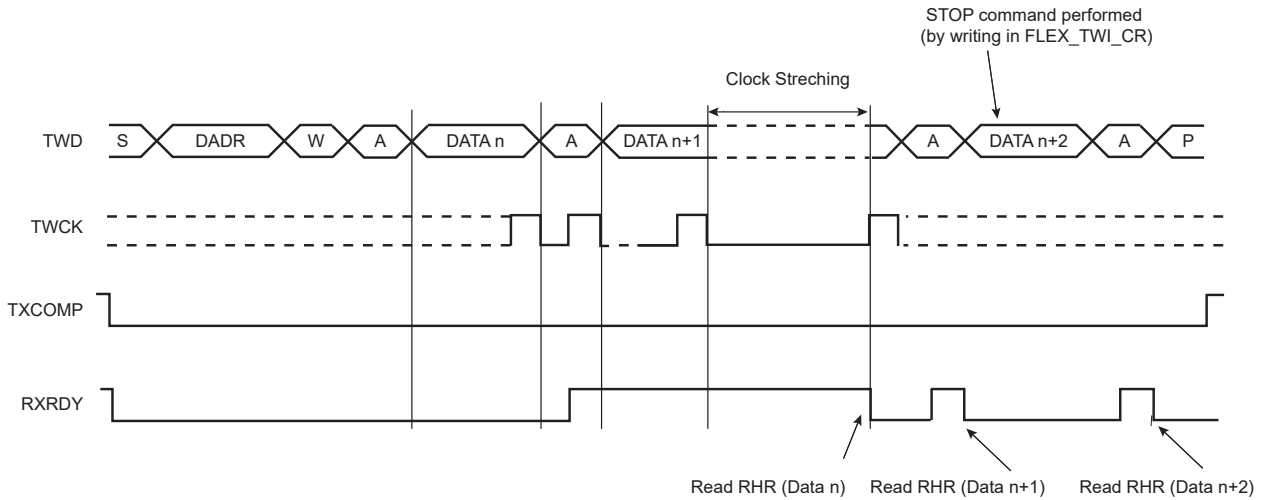 STOP command performed
(by writing in FLEX_TWI_CR)
Clock Streching
TWD S DADR W A DATA n A DATA n+1 A DATA n+2 A P
TWCK
TXCOMP
RXRDY
Read RHR (Data n) Read RHR (Data n+1) Read RHR (Data n+2)